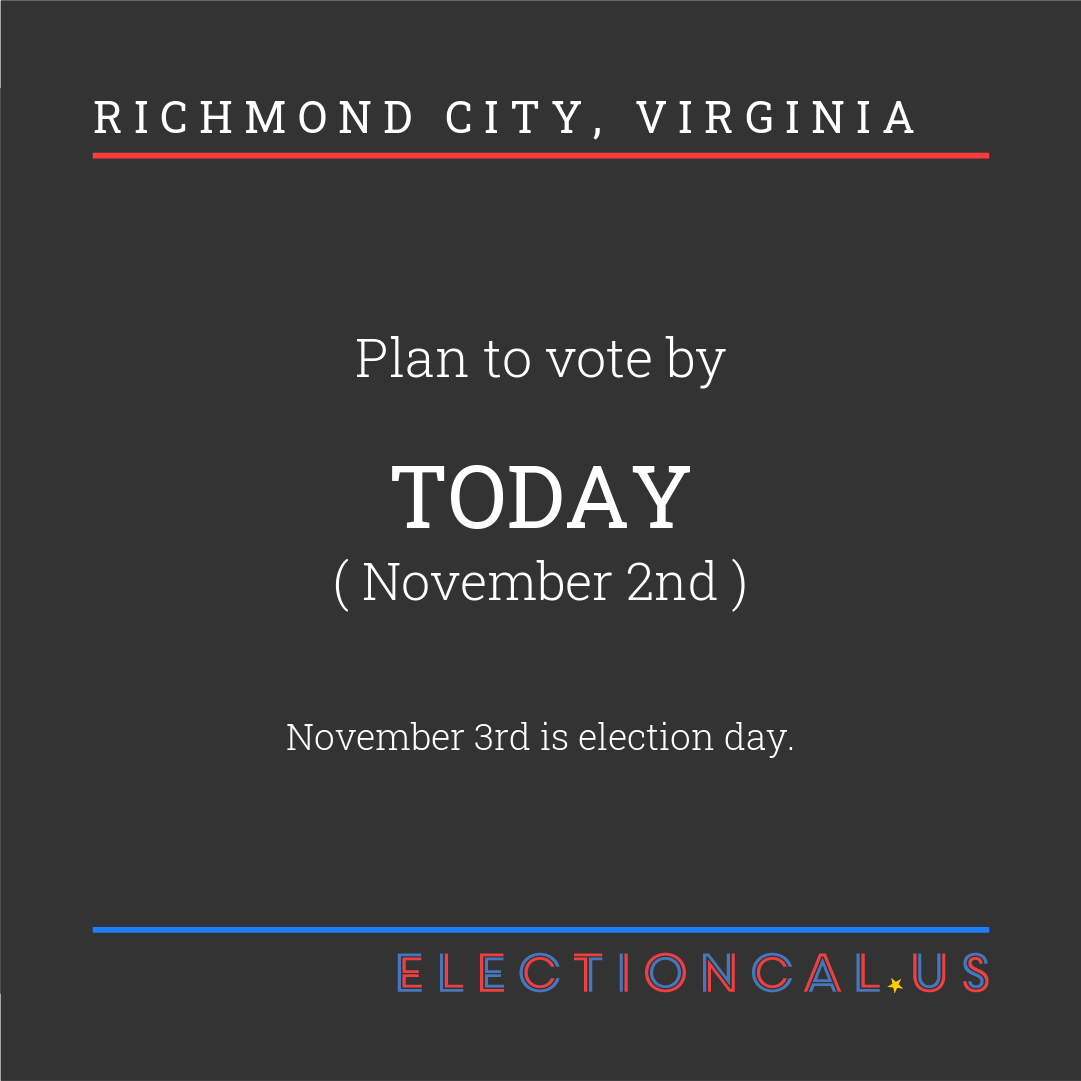 RICHMOND CITY, VIRGINIA
Plan to vote by
TODAY
( November 2nd )
November 3rd is election day.
ELECTIONCAL.US